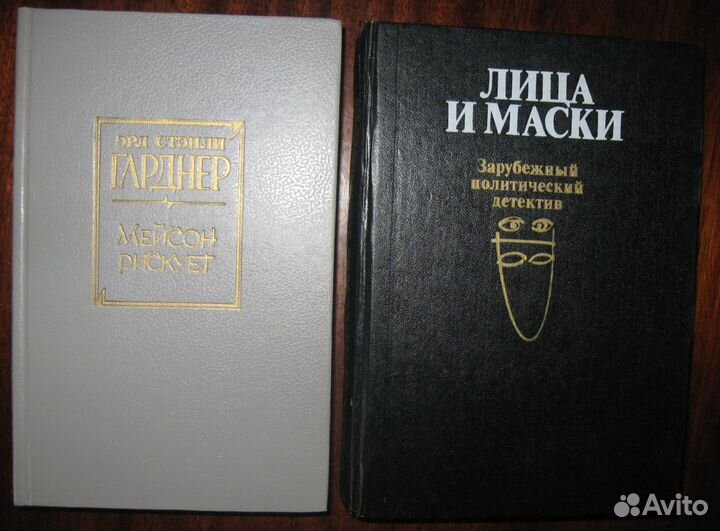 ЭРЛ СТЭНЛИ
ГАРДНЕР
МЕЙСОН
РИСКУЕТ
ЛИЦА
И МАСКИ
Зарубежный
политический
детектив
Avito